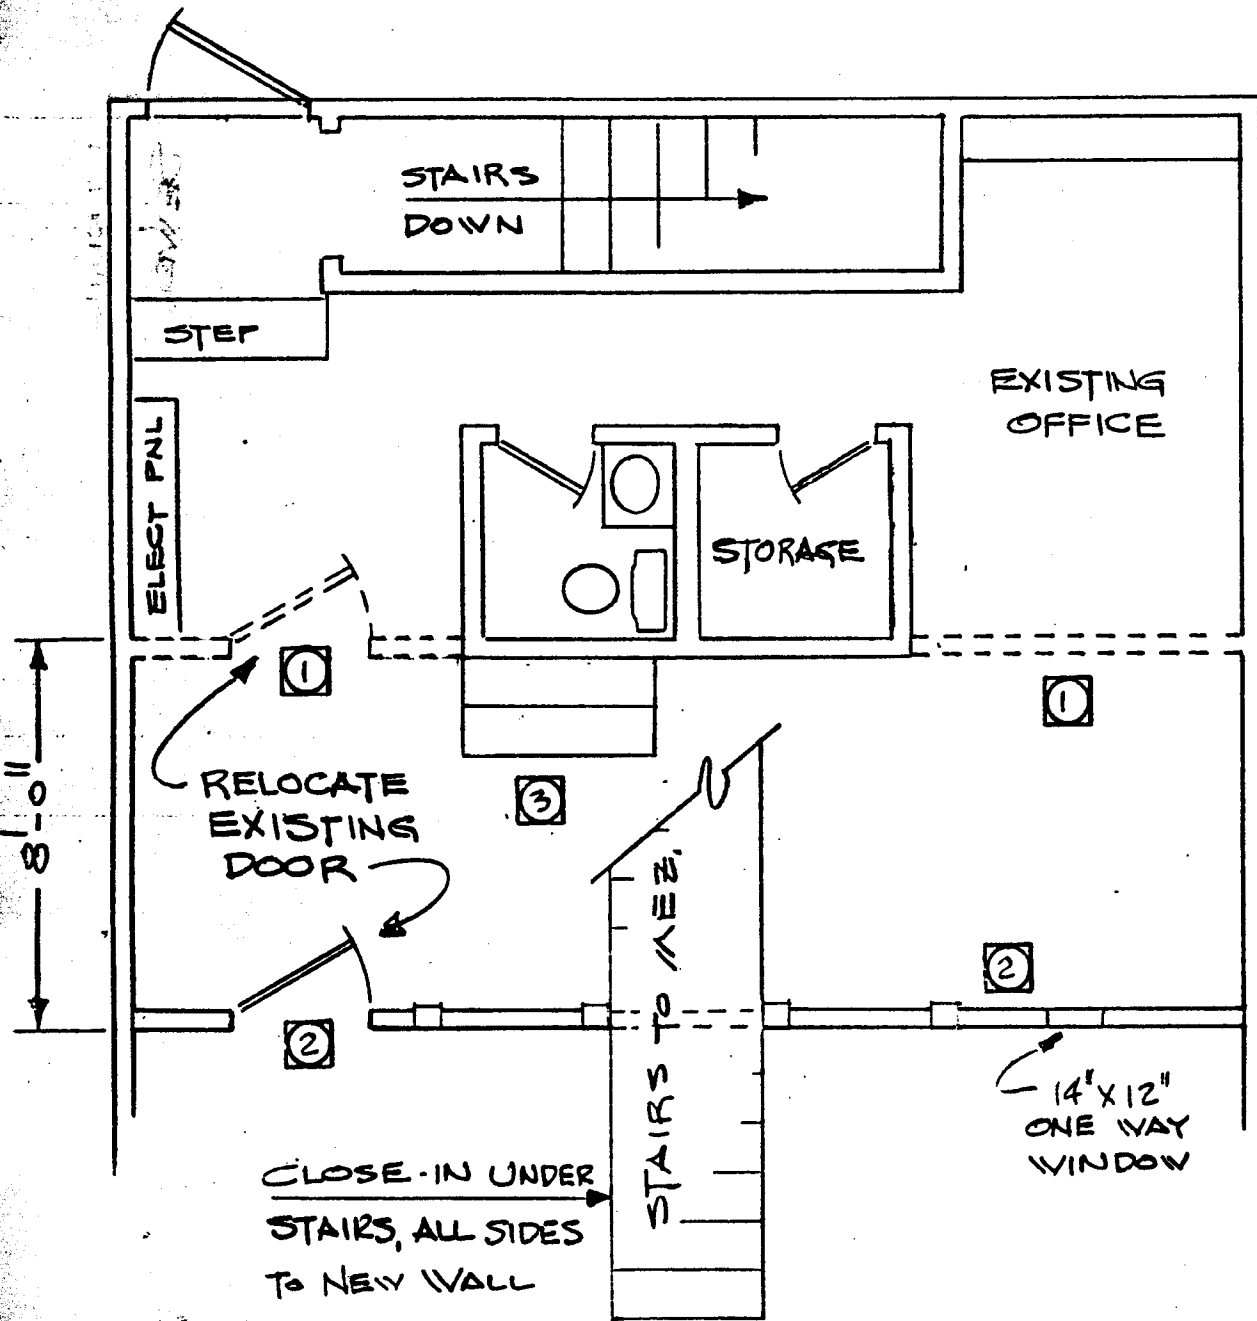 STAIRS
DOWN
STEP
EXISTING
OFFICE
ELECT PNL
STORAGE
1
1
8'-0"
RELOCATE
EXISTING
DOOR
3
STAIRS TO MEZ.
2
2
14" X 12"
ONE WAY
WINDOW
CLOSE-IN UNDER
STAIRS, ALL SIDES
TO NEW WALL